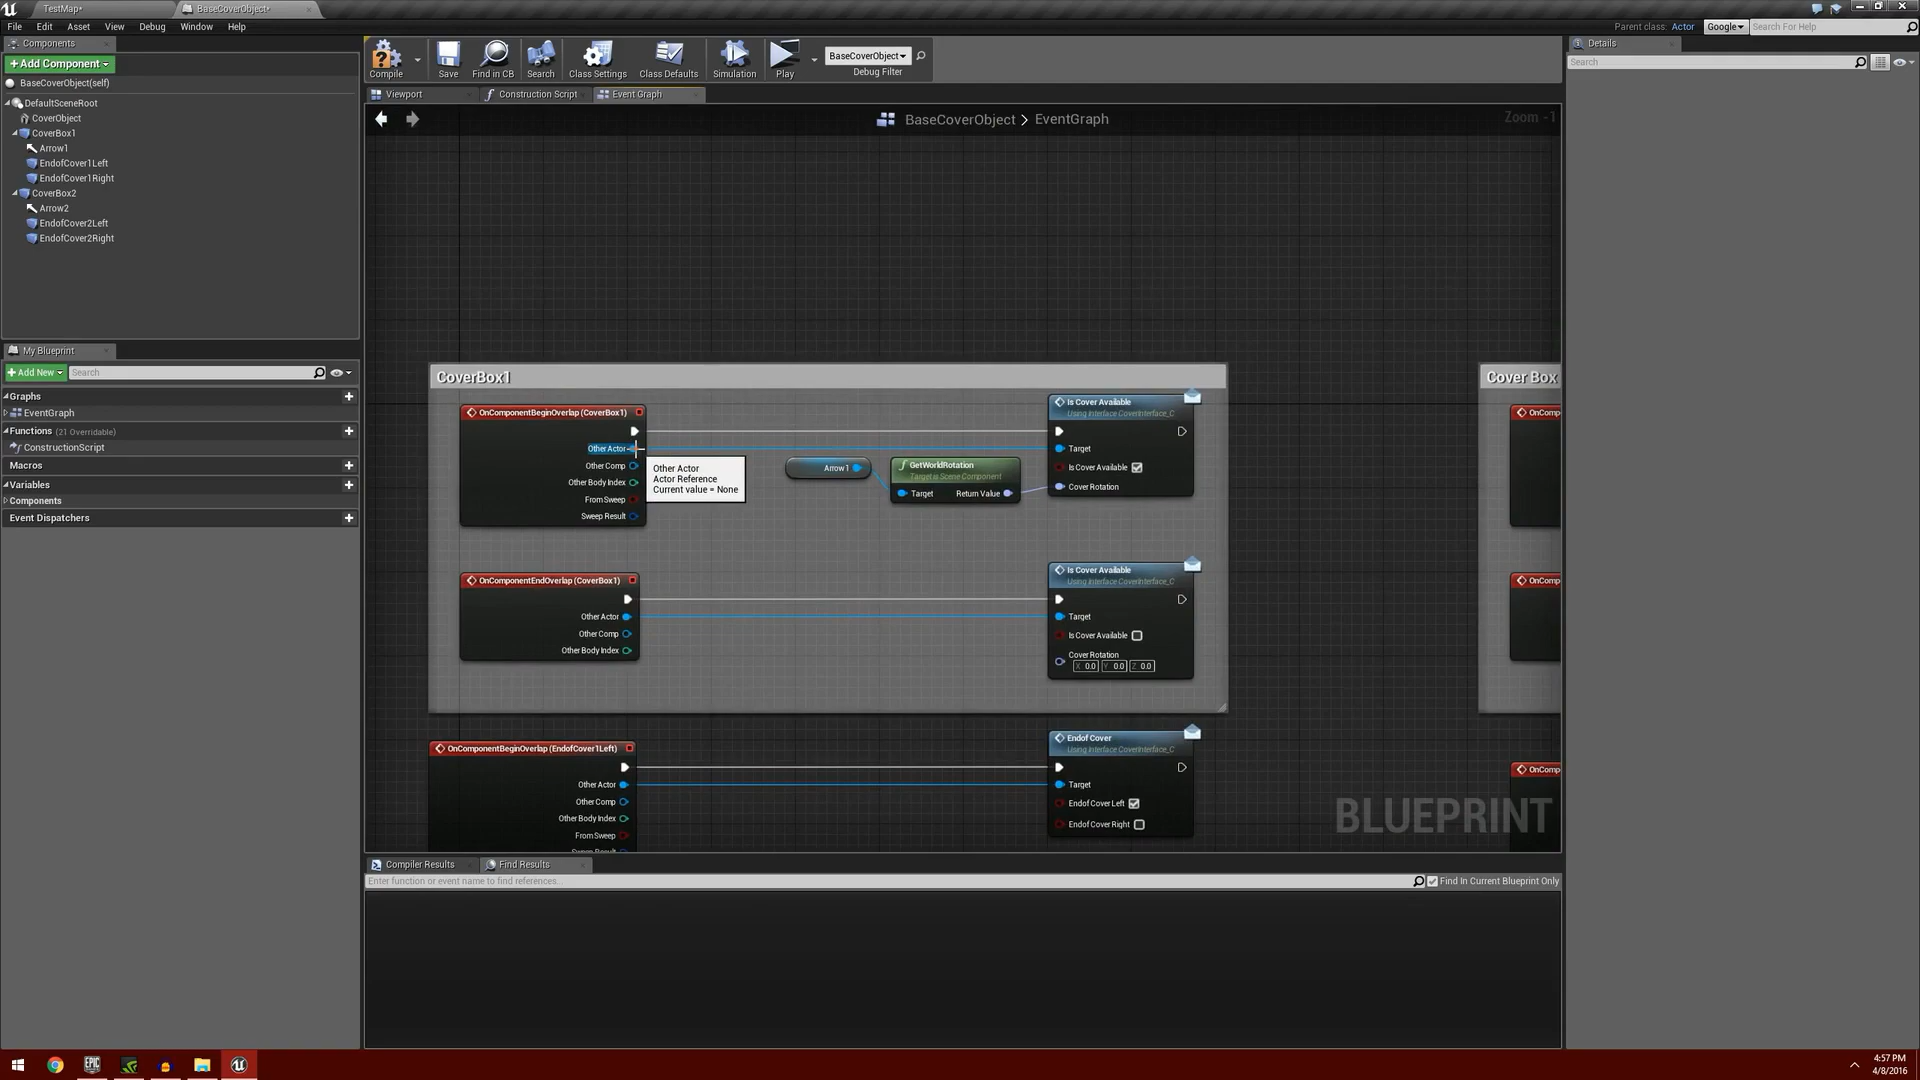 TestMap*
BaseCoverObject*
File Edit Asset View Debug Window Help
Parent class: Actor
Google
Search For Help
Components
+Add Component
BaseCoverObject(self)
DefaultSceneRoot
CoverObject
CoverBox1
Arrow1
EndofCover1Left
EndofCover1Right
CoverBox2
Arrow2
EndofCover2Left
EndofCover2Right
My Blueprint
+Add New
Search
Graphs
EventGraph
Functions (21 Overridable)
ConstructionScript
Macros
Variables
Components
Event Dispatchers
Compile
Save
Find in CB
Search
Class Settings
Class Defaults
Simulation
Play
BaseCoverObject
Debug Filter
Viewport
Construction Script
Event Graph
BaseCoverObject > EventGraph
Zoom -1
CoverBox1
OnComponentBeginOverlap (CoverBox1)
Other Actor
Other Comp
Other Body Index
From Sweep
Sweep Result
Other Actor
Actor Reference
Current value = None
Arrow 1
GetWorldRotation
Target is Scene Component
Target
Return Value
Is Cover Available
Using Interface CoverInterface_C
Target
Is Cover Available
Cover Rotation
OnComponentEndOverlap (CoverBox1)
Other Actor
Other Comp
Other Body Index
Is Cover Available
Using Interface CoverInterface_C
Target
Is Cover Available
Cover Rotation
X 0.0 Y 0.0 Z 0.0
OnComponentBeginOverlap (EndofCover1Left)
Other Actor
Other Comp
Other Body Index
From Sweep
Endof Cover
Using Interface CoverInterface_C
Target
Endof Cover Left
Endof Cover Right
Cover Box
OnComp
OnComp
OnComp
BLUEPRINT
Compiler Results
Find Results
Enter function or event name to find references...
Find In Current Blueprint Only
Details
Search
EPIC
4:57 PM
4/8/2016